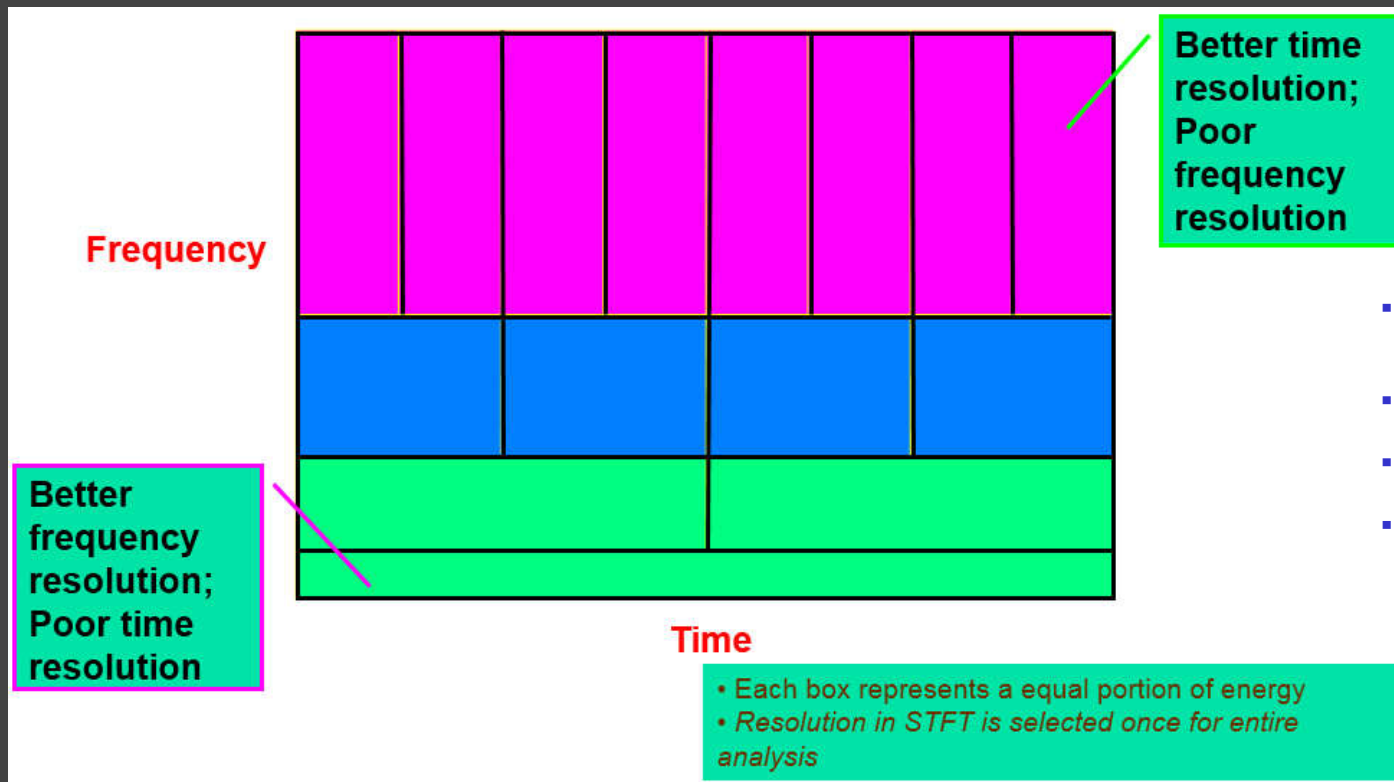 Better time
resolution;
Poor
frequency
resolution
Frequency
Better
frequency
resolution;
Poor time
resolution
Time
• Each box represents a equal portion of energy
• Resolution in STFT is selected once for entire
analysis